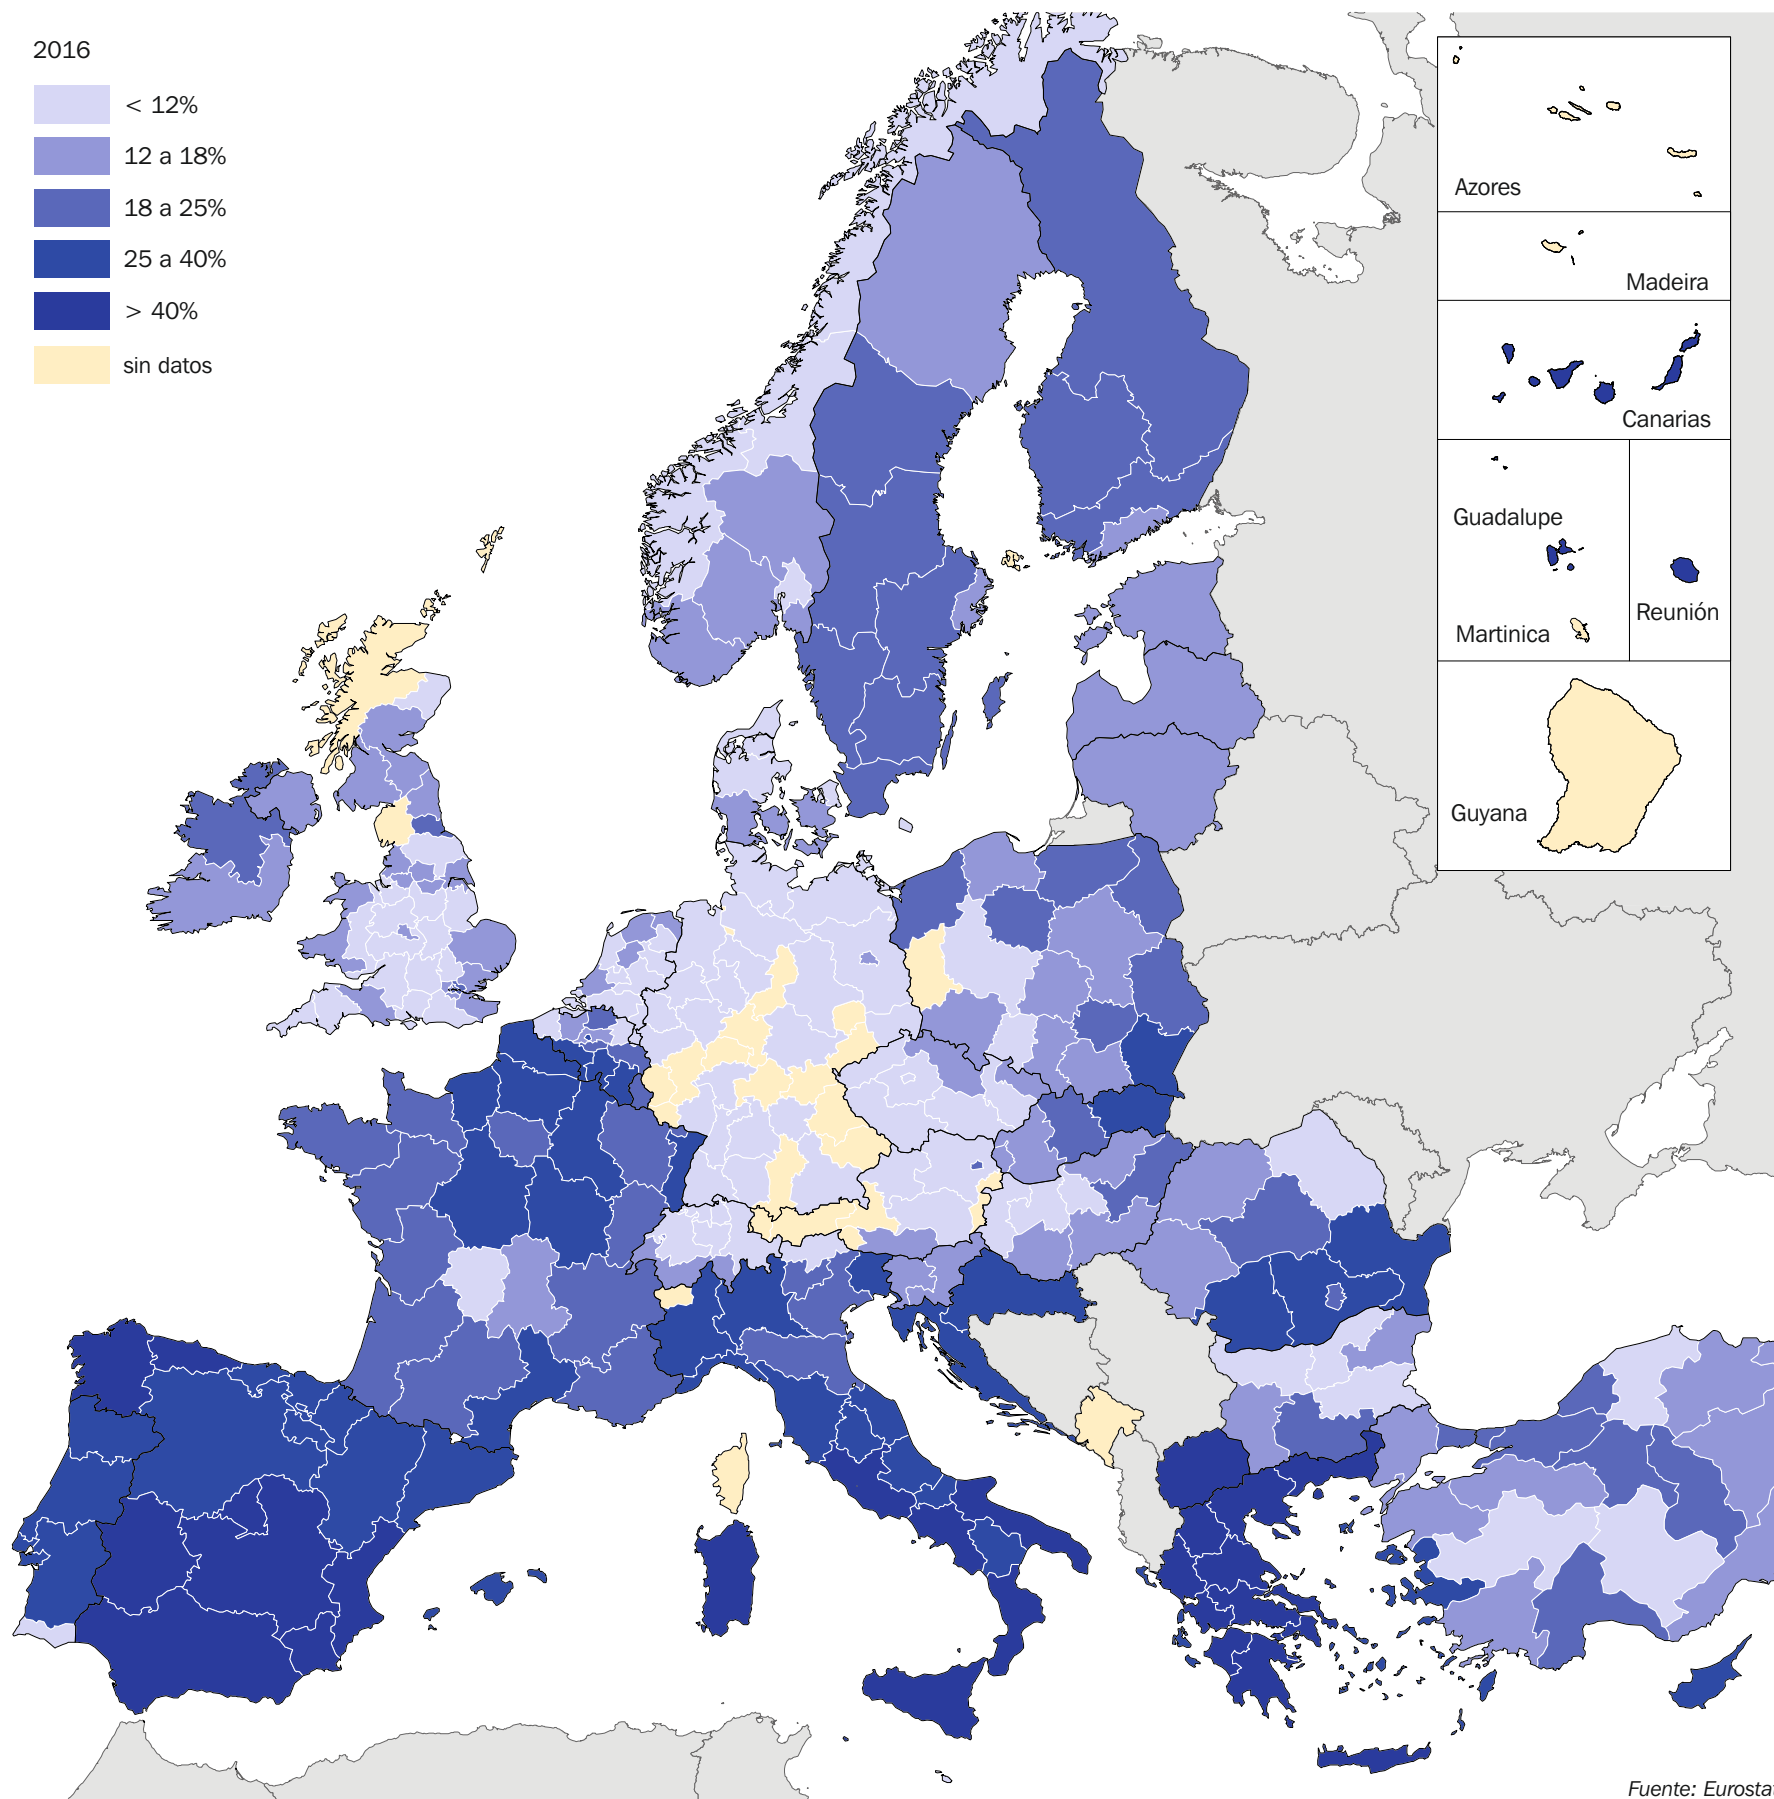 2016
< 12%
12 a 18%
18 a 25%
25 a 40%
> 40%
sin datos
Azores
Madeira
Canarias
Guadalupe
Martinica
Reunión
Guyana
Fuente: Eurostat